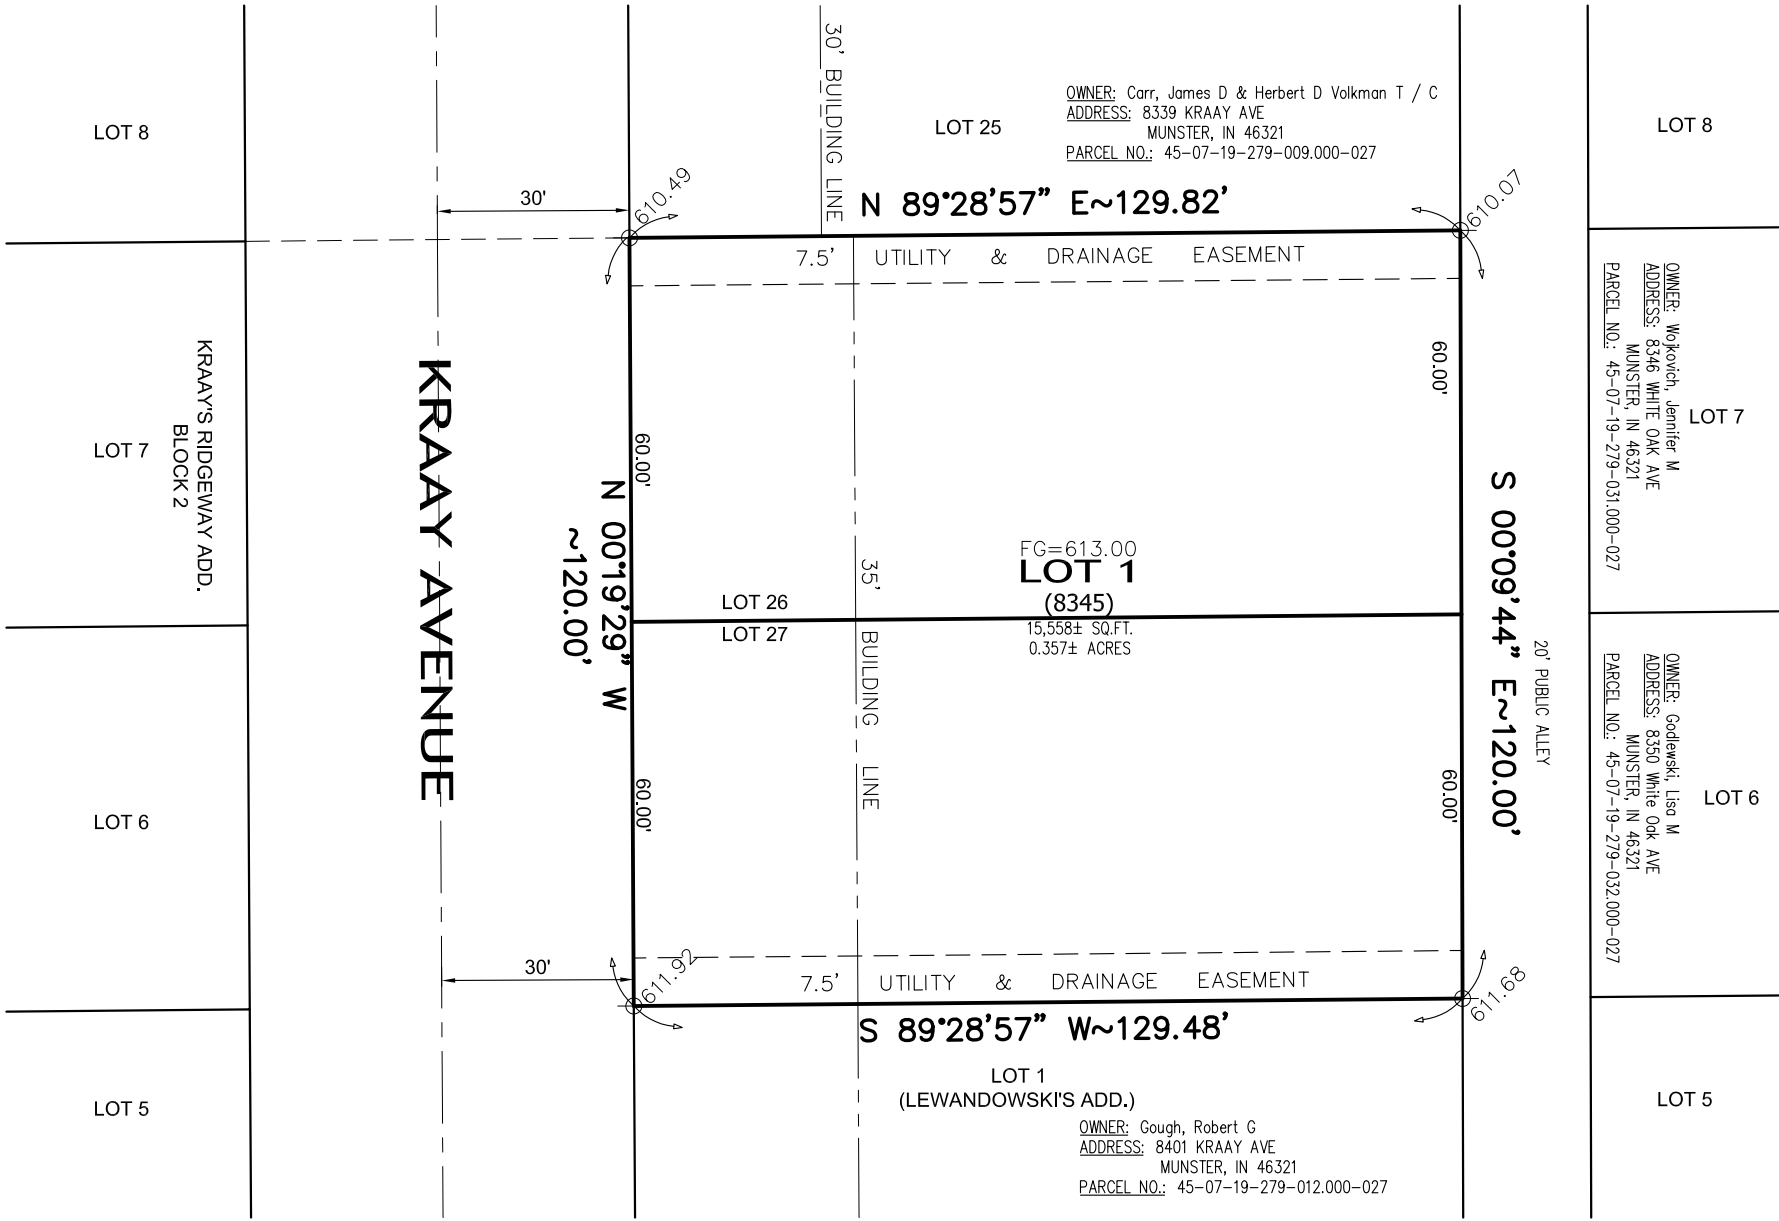 LOT 8
30' BUILDING LINE
LOT 25
OWNER: Carr, James D & Herbert D Volkman T / C
ADDRESS: 8339 KRAAY AVE
MUNSTER, IN 46321
PARCEL NO.: 45-07-19-279-009.000-027
LOT 8
30'
610.49
N 89°28'57" E~129.82'
610.07
7.5' UTILITY & DRAINAGE EASEMENT
KRAAY'S RIDGEWAY ADD.
BLOCK 2
LOT 7
KRAAY AVENUE
60.00'
N 00°19'29" W
~120.00'
60.00'
OWNER: Wojkovich, Jennifer M
ADDRESS: 8346 WHITE OAK AVE
MUNSTER, IN 46321
PARCEL NO.: 45-07-19-279-031.000-027
LOT 7
35' BUILDING LINE
FG=613.00
LOT 1
(8345)
15,558± SQ.FT.
0.357± ACRES
LOT 26
LOT 27
S 00°09'44" E~120.00'
20' PUBLIC ALLEY
OWNER: Godlewski, Lisa M
ADDRESS: 8350 White Oak AVE
MUNSTER, IN 46321
PARCEL NO.: 45-07-19-279-032.000-027
LOT 6
LOT 6
60.00'
60.00'
30'
611.92
7.5' UTILITY & DRAINAGE EASEMENT
611.68
S 89°28'57" W~129.48'
LOT 5
LOT 1
(LEWANDOWSKI'S ADD.)
OWNER: Gough, Robert G
ADDRESS: 8401 KRAAY AVE
MUNSTER, IN 46321
PARCEL NO.: 45-07-19-279-012.000-027
LOT 5